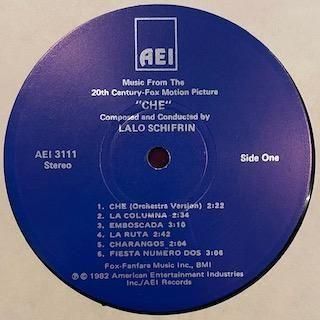 AEI
Music From The
20th Century-Fox Motion Picture
"CHE"
Composed and Conducted by
LALO SCHIFRIN
AEI 3111
Stereo
Side One
1. CHE (Orchestra Version) 2:22
2. LA COLUMNA 2:34
3. EMBOSCADA 3:10
4. LA RUTA 2:42
5. CHARANGOS 2:04
6. FIESTA NUMERO DOS 3:06
Fox-Fanfare Music Inc., BMI
℗ © 1982 American Entertainment Industries
Inc./AEI Records